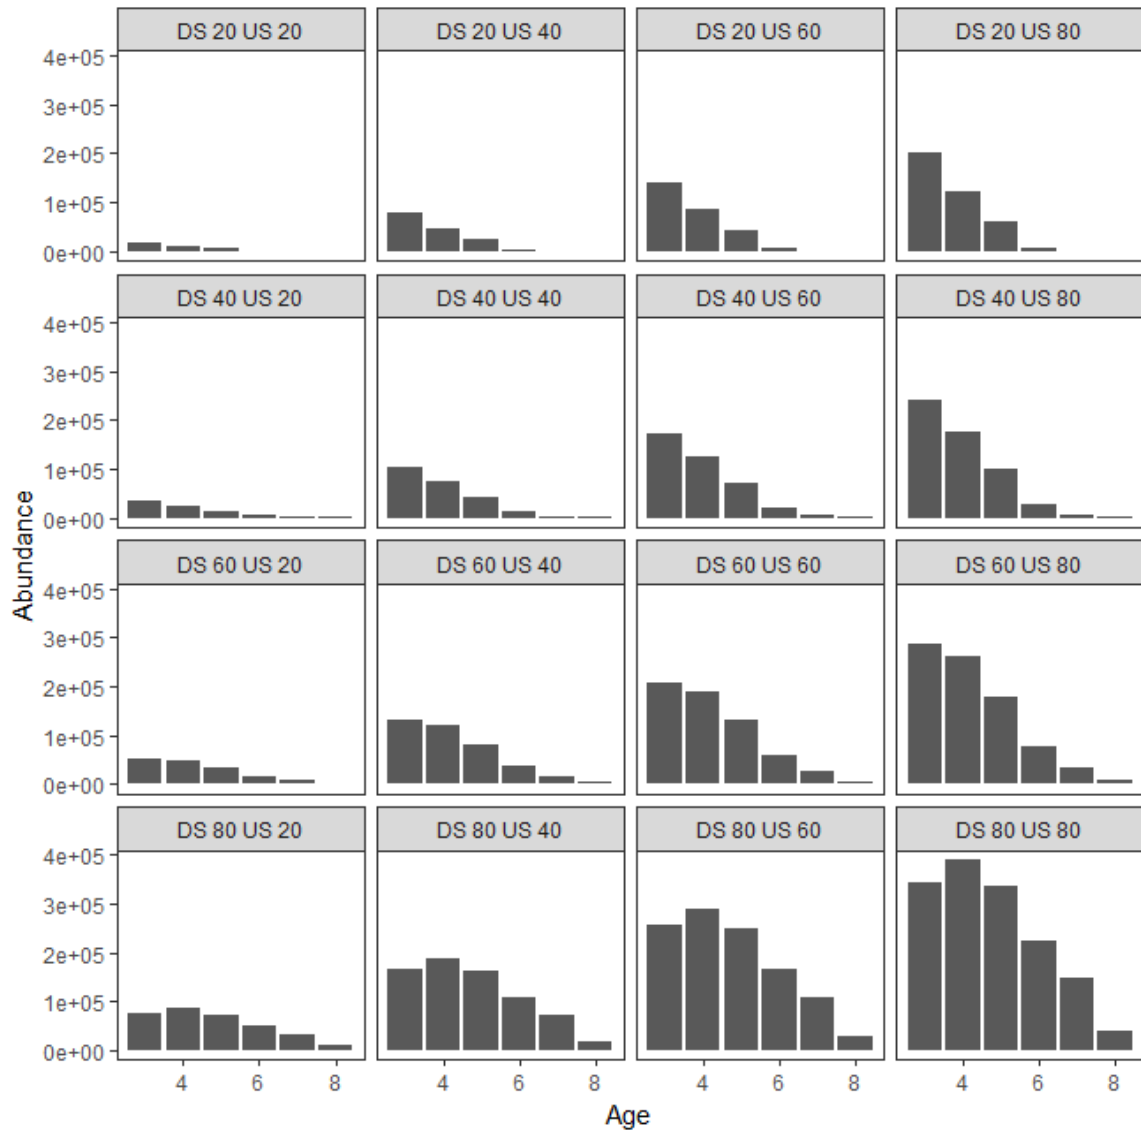 DS 20 US 20
DS 20 US 40
DS 20 US 60
DS 20 US 80
4e+05
3e+05
2e+05
1e+05
0e+00
DS 40 US 20
DS 40 US 40
DS 40 US 60
DS 40 US 80
4e+05
3e+05
2e+05
1e+05
0e+00
Abundance
DS 60 US 20
DS 60 US 40
DS 60 US 60
DS 60 US 80
4e+05
3e+05
2e+05
1e+05
0e+00
DS 80 US 20
DS 80 US 40
DS 80 US 60
DS 80 US 80
4e+05
3e+05
2e+05
1e+05
0e+00
4 6 8
4 6 8
4 6 8
4 6 8
Age